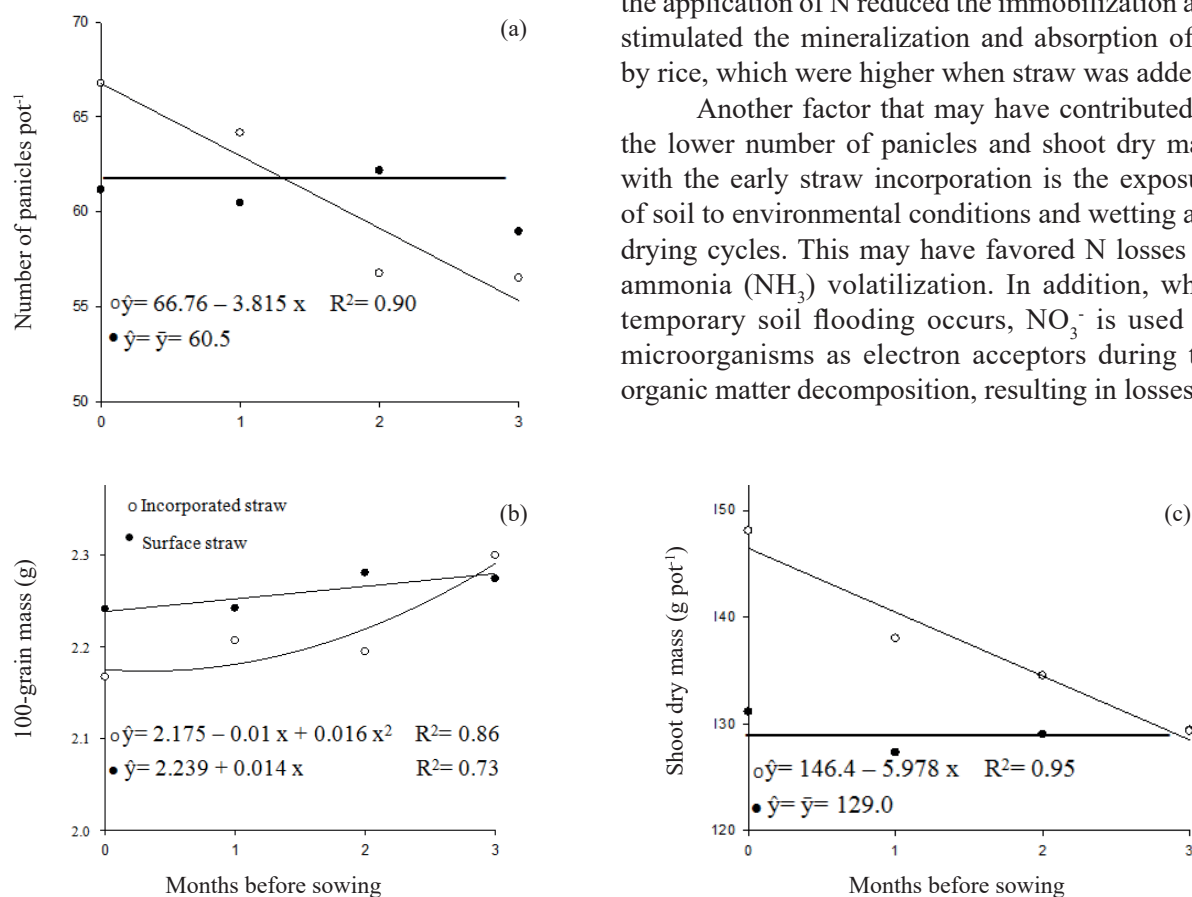 70
65
60
55
50
0 1 2 3
Number of panicles pot⁻¹
(a)
ŷ= 66.76 – 3.815 x R²= 0.90
ŷ= ȳ= 60.5
the application of N reduced the immobilization
stimulated the mineralization and absorption of
by rice, which were higher when straw was
Another factor that may have contributed
the lower number of panicles and shoot dry
with the early straw incorporation is the
of soil to environmental conditions and wetting
drying cycles. This may have favored N losses
ammonia (NH₃) volatilization. In addition,
temporary soil flooding occurs, NO₃⁻ is used
microorganisms as electron acceptors during
organic matter decomposition, resulting in losses
Incorporated straw
Surface straw
(b)
2.3
2.2
2.1
2.0
0 1 2 3
100-grain mass (g)
ŷ= 2.175 – 0.01 x + 0.016 x² R²= 0.86
ŷ= 2.239 + 0.014 x R²= 0.73
Months before sowing
(c)
150
140
130
120
0 1 2 3
Shoot dry mass (g pot⁻¹)
ŷ= 146.4 – 5.978 x R²= 0.95
ŷ= ȳ= 129.0
Months before sowing